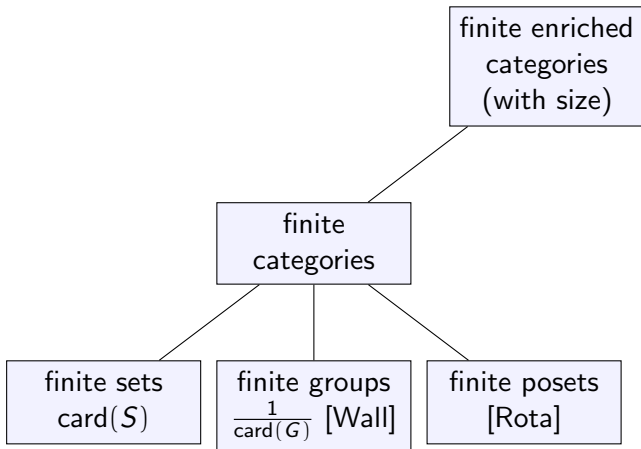 finite enriched
categories
(with size)
finite
categories
finite sets
card(S)
finite groups
1/card(G) [Wall]
finite posets
[Rota]